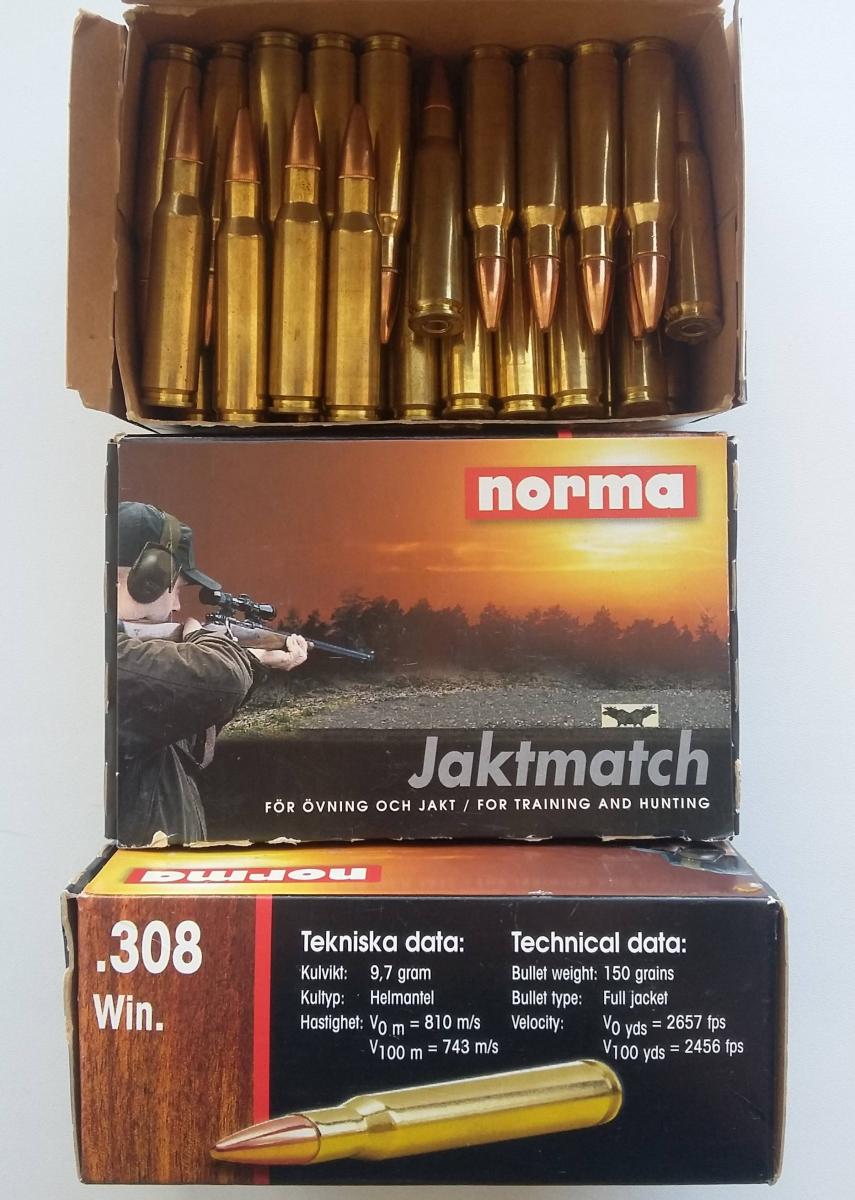 norma
Jaktmatch
FÖR ÖVNING OCH JAKT / FOR TRAINING AND HUNTING
norma
.308
Win.
Tekniska data:
Kulvikt: 9,7 gram
Kultyp: Helmantel
Hastighet: V0 m = 810 m/s
V100 m = 743 m/s
Technical data:
Bullet weight: 150 grains
Bullet type: Full jacket
Velocity: V0 yds = 2657 fps
V100 yds = 2456 fps